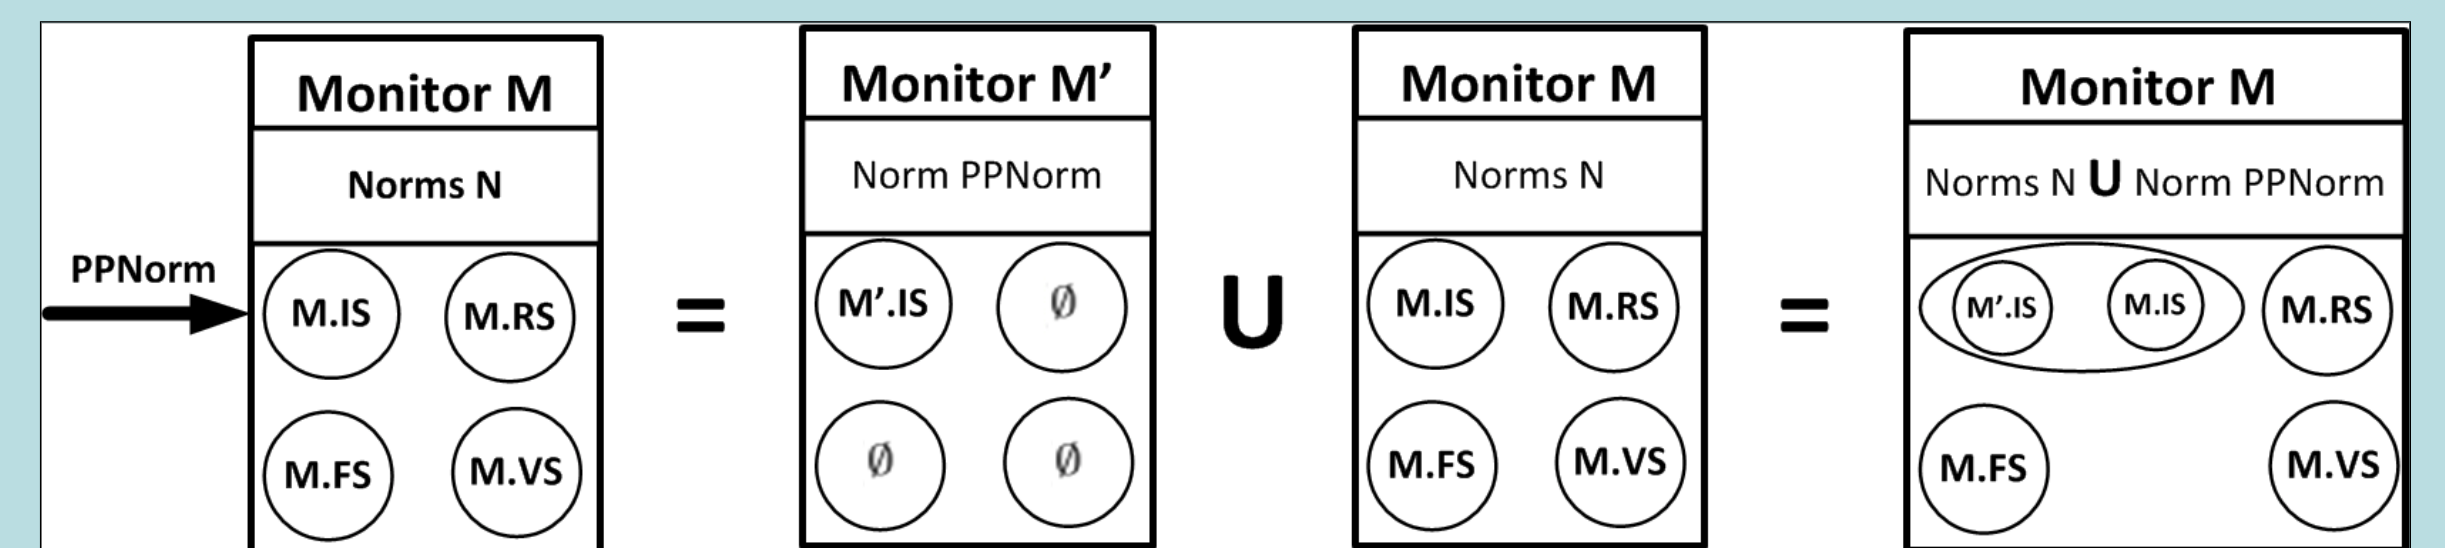 PPNorm
Monitor M
Norms N
M.IS M.RS
M.FS M.VS
=
Monitor M’
Norm PPNorm
M’.IS ∅
∅ ∅
U
Monitor M
Norms N
M.IS M.RS
M.FS M.VS
=
Monitor M
Norms N U Norm PPNorm
M’.IS M.IS M.RS
M.FS M.VS